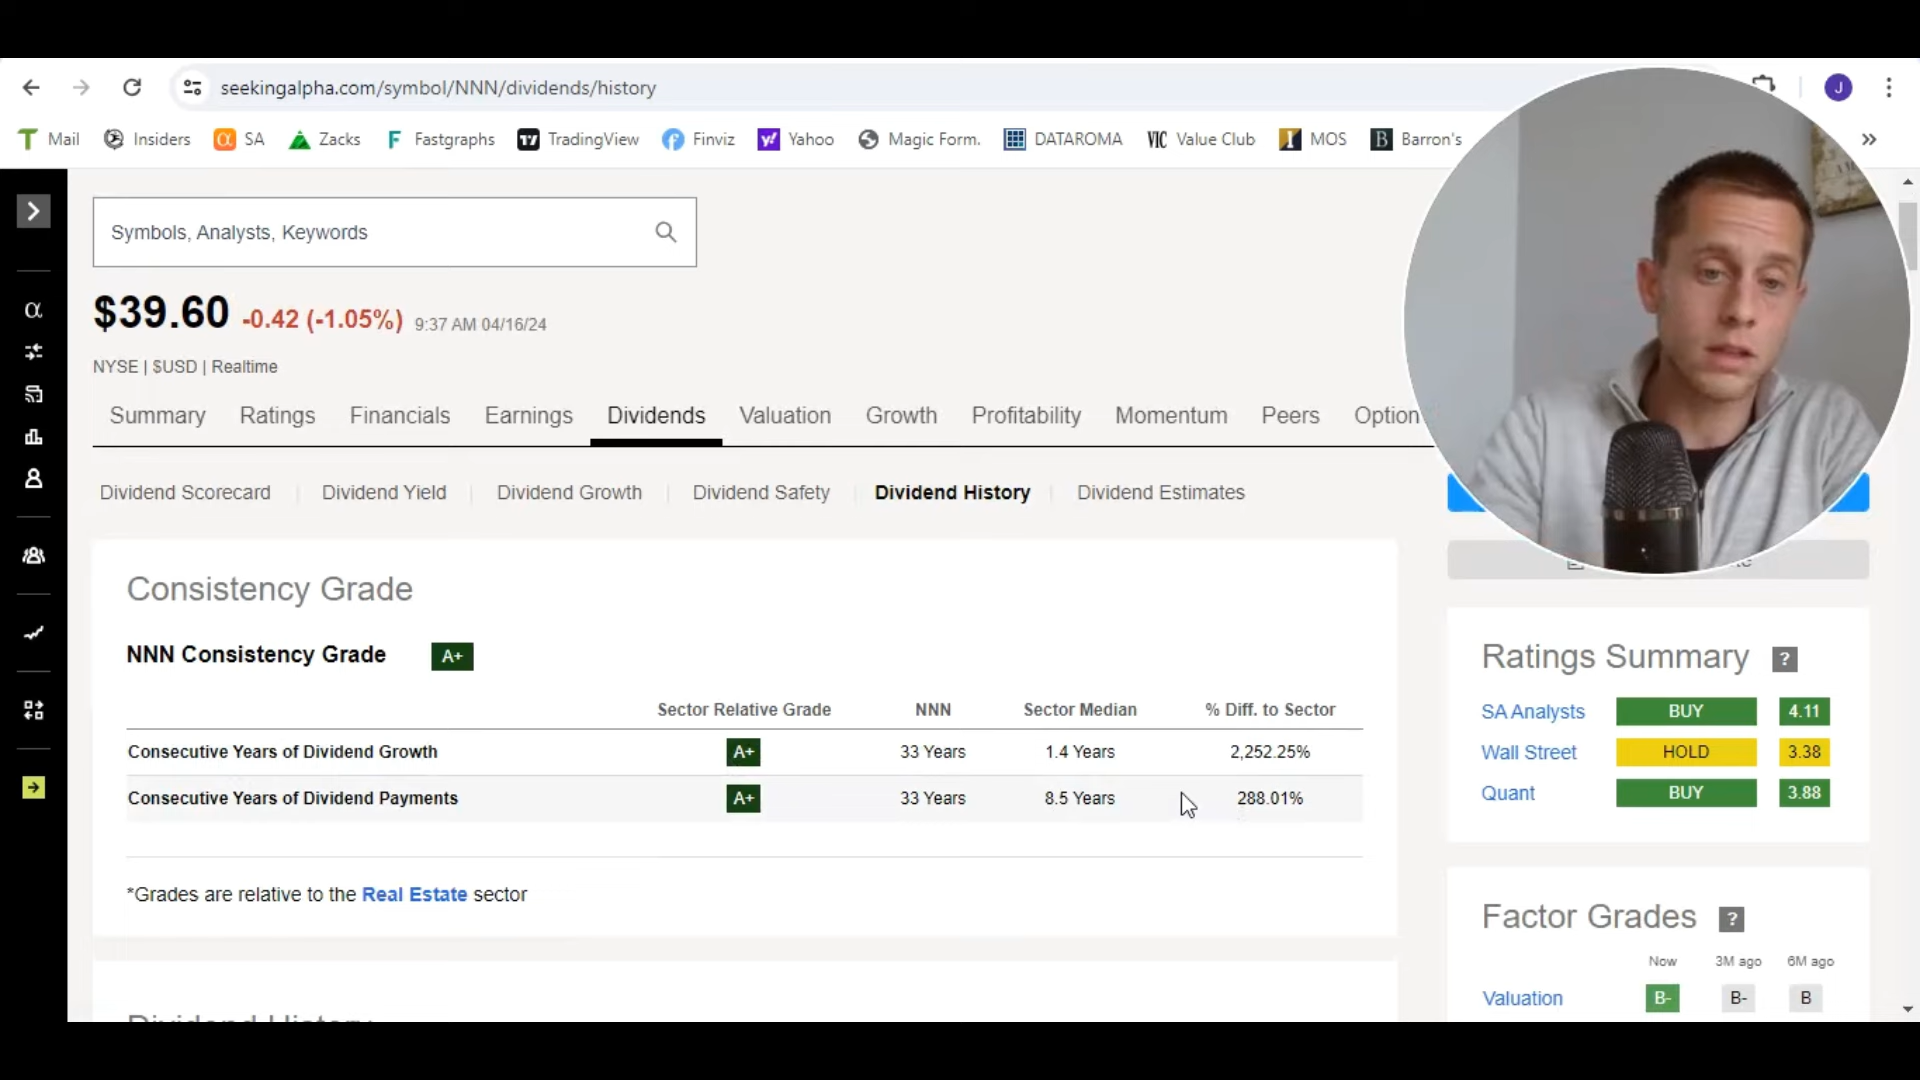 seekingalpha.com/symbol/NNN/dividends/history
J
Mail Insiders SA Zacks Fastgraphs TradingView Finviz Yahoo Magic Form. DATAROMA VIC Value Club MOS Barron's
Symbols, Analysts, Keywords
$39.60 -0.42 (-1.05%) 9:37 AM 04/16/24
NYSE | $USD | Realtime
Summary Ratings Financials Earnings Dividends Valuation Growth Profitability Momentum Peers Option
Dividend Scorecard Dividend Yield Dividend Growth Dividend Safety Dividend History Dividend Estimates
Consistency Grade
NNN Consistency Grade A+
Sector Relative Grade NNN Sector Median % Diff. to Sector
Consecutive Years of Dividend Growth A+ 33 Years 1.4 Years 2,252.25%
Consecutive Years of Dividend Payments A+ 33 Years 8.5 Years 288.01%
*Grades are relative to the Real Estate sector
Dividend History
Ratings Summary ?
SA Analysts BUY 4.11
Wall Street HOLD 3.38
Quant BUY 3.88
Factor Grades ?
Now 3M ago 6M ago
Valuation B- B- B